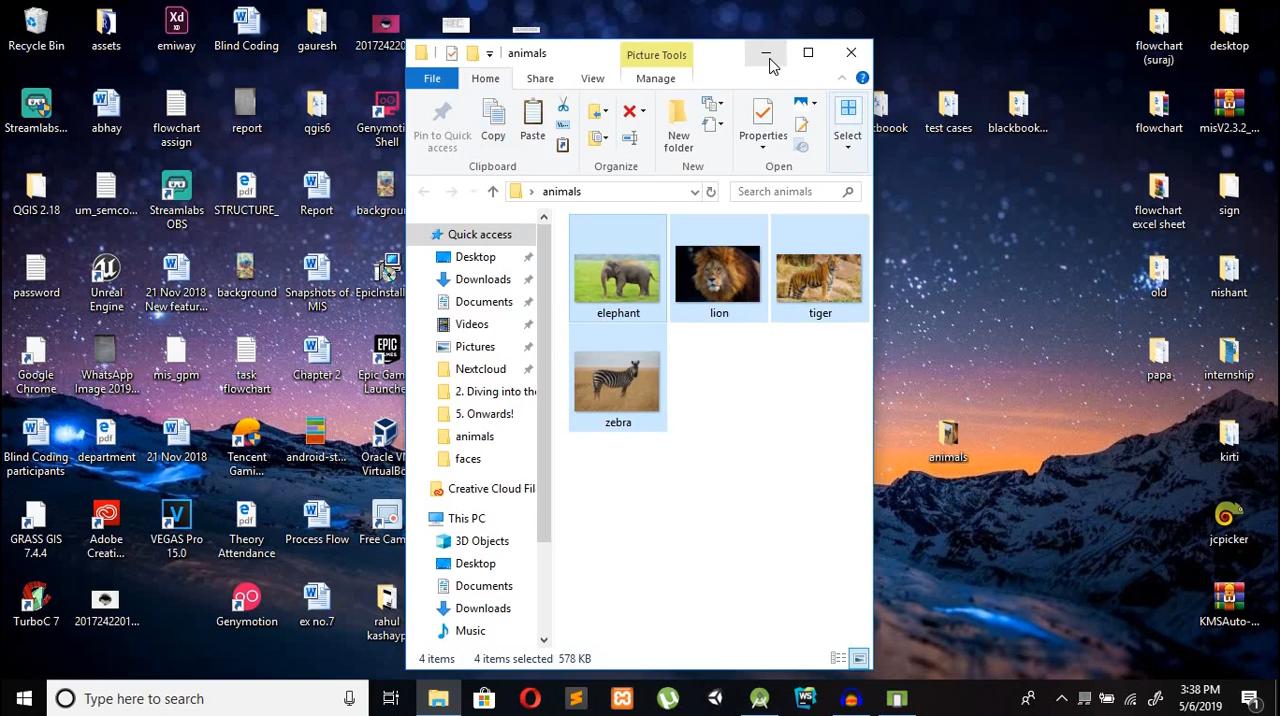 Recycle Bin
assets
emiway
Blind Coding
gauresh
20174224...
flowchart
(suraj)
desktop
animals
Picture Tools
File
Home
Share
View
Manage
Pin to Quick
access
Copy
Paste
New
folder
Properties
Select
Clipboard
Organize
New
Open
animals
Search animals
Streamlabs...
abhay
flowchart
assign
report
qgis6
Genymotion
Shell
test cases
blackbook...
flowchart
misV2.3.2_...
QGIS 2.18
um_semco...
Streamlabs
OBS
STRUCTURE_
Report
flowchart
excel sheet
sign
password
Unreal
Engine
21 Nov 2018
New featur...
background
Snapshots of
MIS
old
nishant
Google
Chrome
WhatsApp
Image 2019...
mis_gpm
task
flowchart
Chapter 2
papa
internship
Blind Coding
participants
department
21 Nov 2018
Tencent
Gami...
android-st...
animals
kirti
GRASS GIS
7.4.4
Adobe
Creati...
VEGAS Pro
15.0
Theory
Attendance
Process Flow
Free Cam
jcpicker
TurboC 7
2017242201...
Genymotion
ex no.7
rahul
KMSAuto-...
Quick access
Desktop
Downloads
Documents
Videos
Pictures
Nextcloud
2. Diving into the
5. Onwards!
animals
faces
Creative Cloud Fil
This PC
3D Objects
Desktop
Documents
Downloads
Music
elephant
lion
tiger
zebra
4 items
4 items selected
578 KB
Type here to search
3:38 PM
5/6/2019